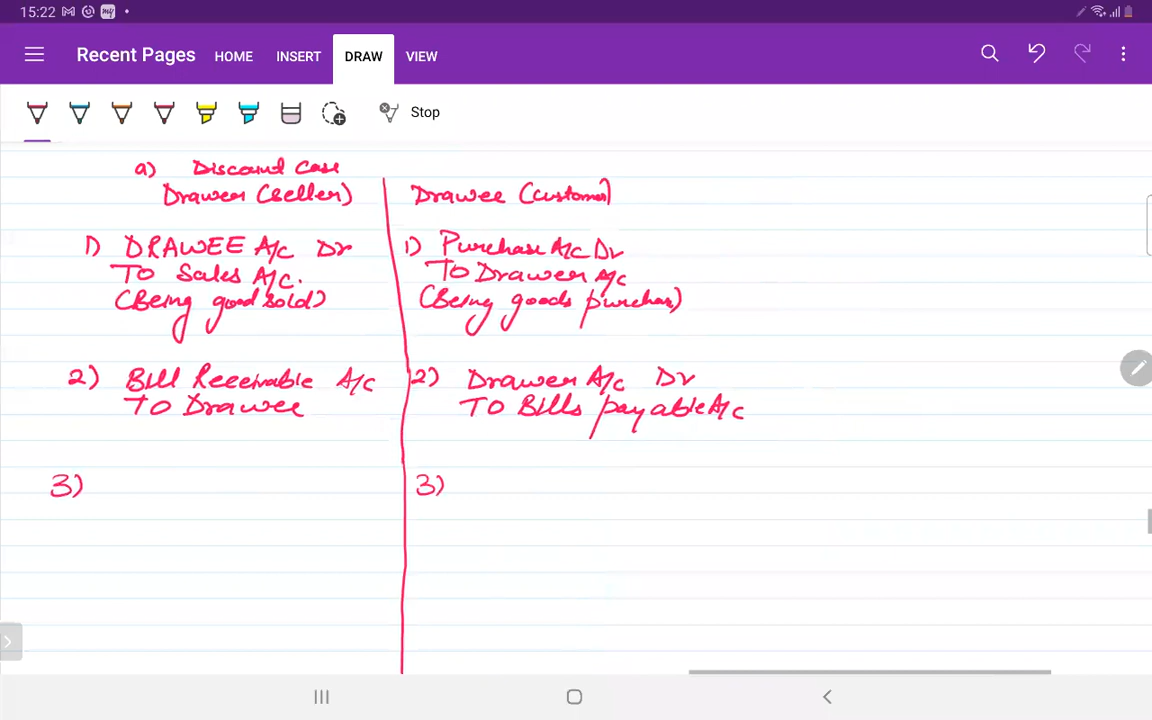 15:22
Recent Pages HOME INSERT DRAW VIEW
Stop
a) Discount Case
Drawer (Seller)
Drawee (Customer)
1) DRAWEE A/c Dr
To Sales A/c.
(Being good sold)
1) Purchase A/c Dr
To Drawer A/c
(Being goods purchas)
2) Bill Receivable A/c
To Drawee
2) Drawer A/c Dr
To Bills payable A/c
3)
3)